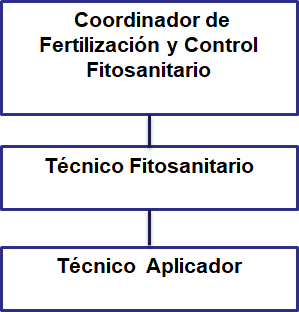 Coordinador de
Fertilización y Control
Fitosanitario
Técnico Fitosanitario
Técnico Aplicador